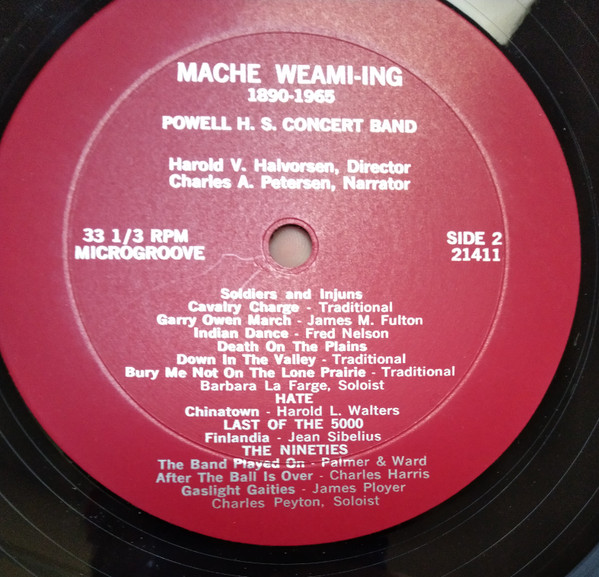 MACHE WEAMI-ING
1890-1965
POWELL H. S. CONCERT BAND
Harold V. Halvorsen, Director
Charles A. Petersen, Narrator
33 1/3 RPM
MICROGROOVE
SIDE 2
21411
Soldiers and Injuns
Cavalry Charge - Traditional
Garry Owen March - James M. Fulton
Indian Dance - Fred Nelson
Death On The Plains
Down In The Valley - Traditional
Bury Me Not On The Lone Prairie - Traditional
Barbara La Farge, Soloist
HATE
Chinatown - Harold L. Walters
LAST OF THE 5000
Finlandia - Jean Sibelius
THE NINETIES
The Band Played On - Palmer & Ward
After The Ball Is Over - Charles Harris
Gaslight Gaities - James Ployer
Charles Peyton, Soloist